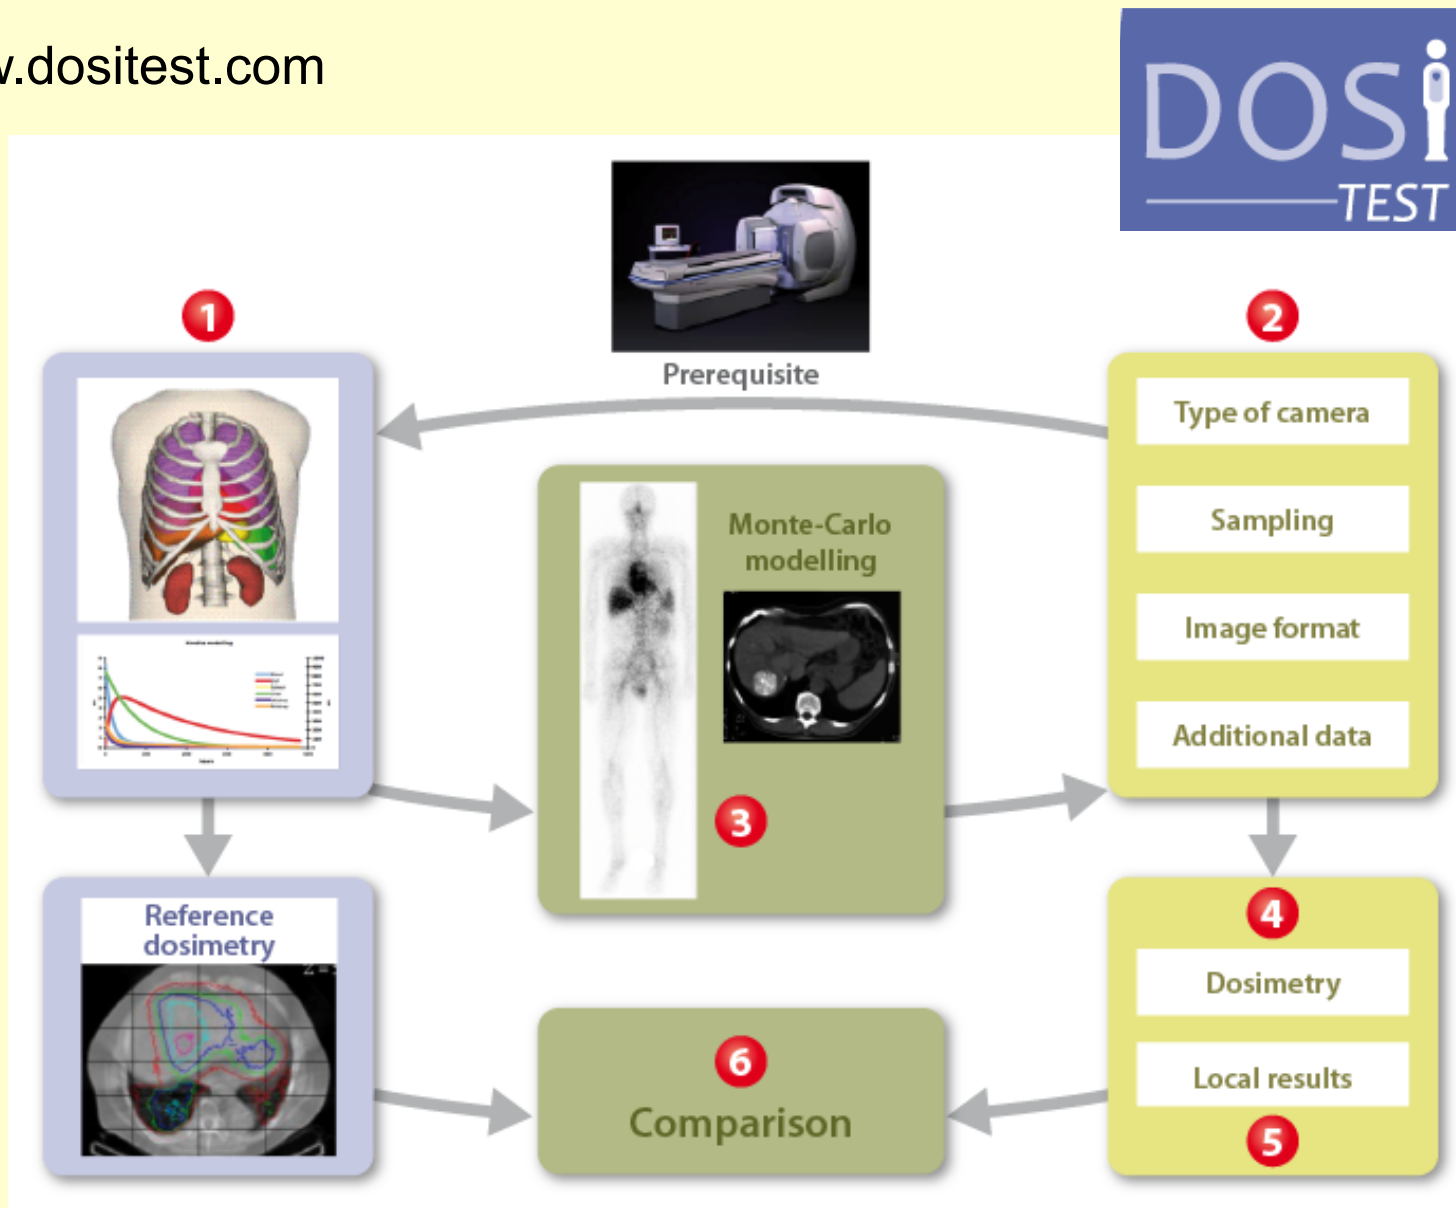 w.dositest.com
DOSi
TEST
Prerequisite
1
2
Type of camera
Sampling
Image format
Additional data
Monte-Carlo
modelling
3
Reference
dosimetry
4
Dosimetry
Local results
5
6
Comparison